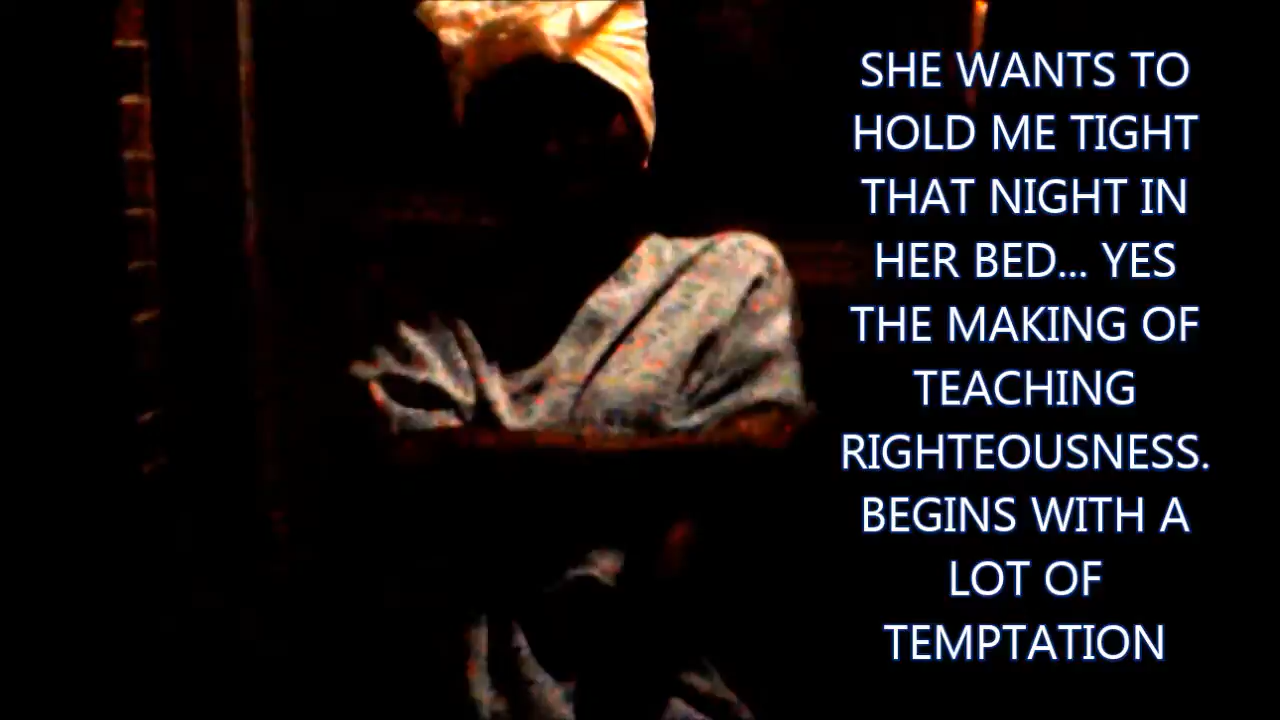 SHE WANTS TO
HOLD ME TIGHT
THAT NIGHT IN
HER BED... YES
THE MAKING OF
TEACHING
RIGHTEOUSNESS.
BEGINS WITH A
LOT OF
TEMPTATION